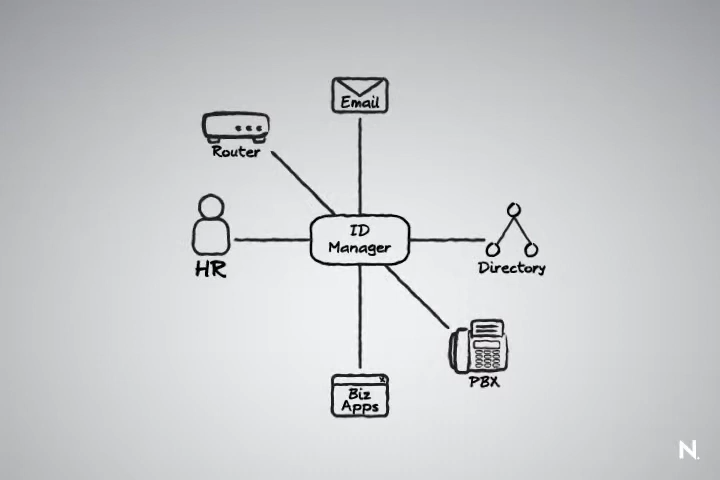 Email
Router
ID
Manager
HR
Directory
PBX
Biz
Apps
N.